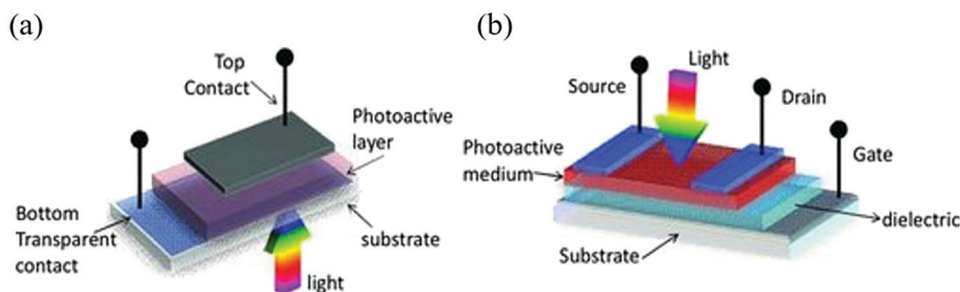 (a)
Top
Contact
Photoactive
layer
Bottom
Transparent
contact
substrate
light
(b)
Light
Source
Drain
Gate
Photoactive
medium
dielectric
Substrate